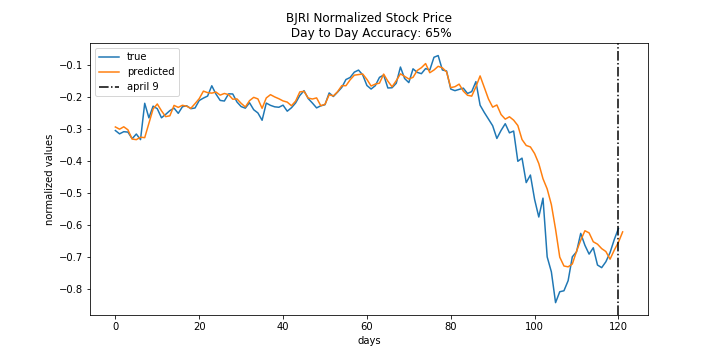 BJRI Normalized Stock Price
Day to Day Accuracy: 65%
true
predicted
april 9
normalized values
−0.1
−0.2
−0.3
−0.4
−0.5
−0.6
−0.7
−0.8
0
20
40
60
80
100
120
days